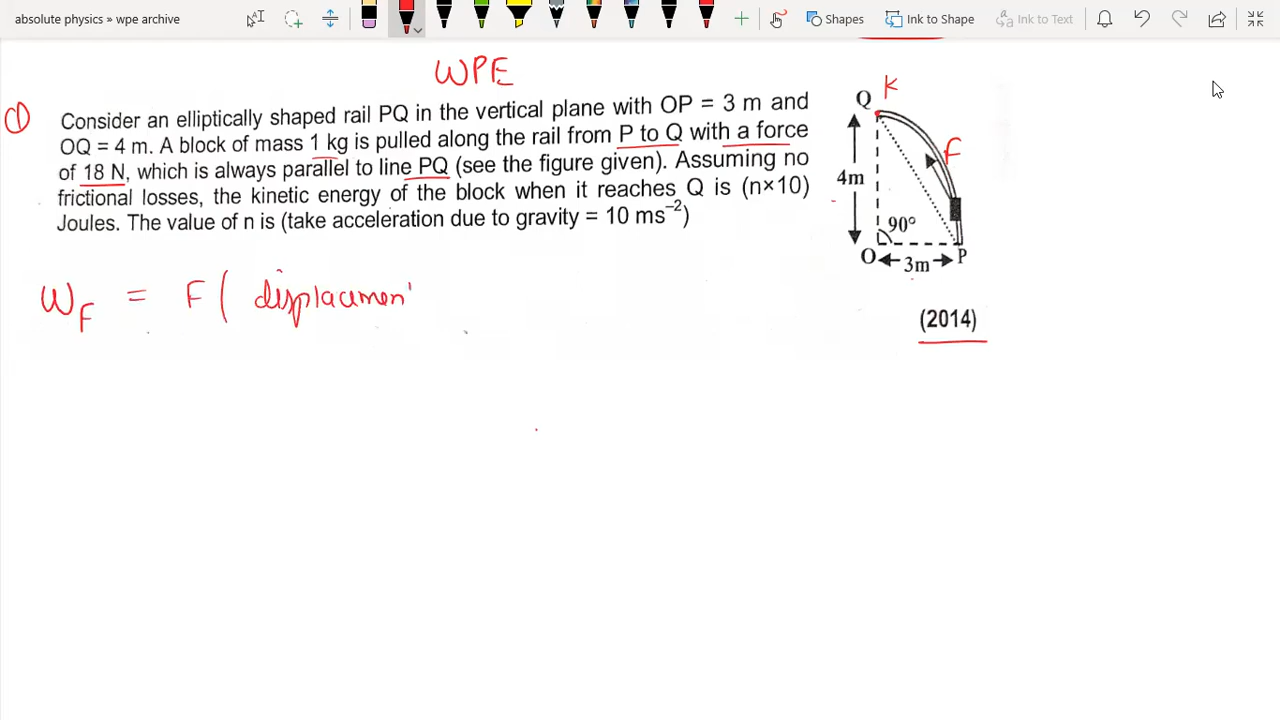 absolute physics » wpe archive
Shapes
Ink to Shape
Ink to Text
WPE
①
Consider an elliptically shaped rail PQ in the vertical plane with OP = 3 m and
OQ = 4 m. A block of mass 1 kg is pulled along the rail from P to Q with a force
of 18 N, which is always parallel to line PQ (see the figure given). Assuming no
frictional losses, the kinetic energy of the block when it reaches Q is (n×10)
Joules. The value of n is (take acceleration due to gravity = 10 ms⁻²)
Q K
F
4m
90°
O 3m P
(2014)
W_F = F ( displacemen